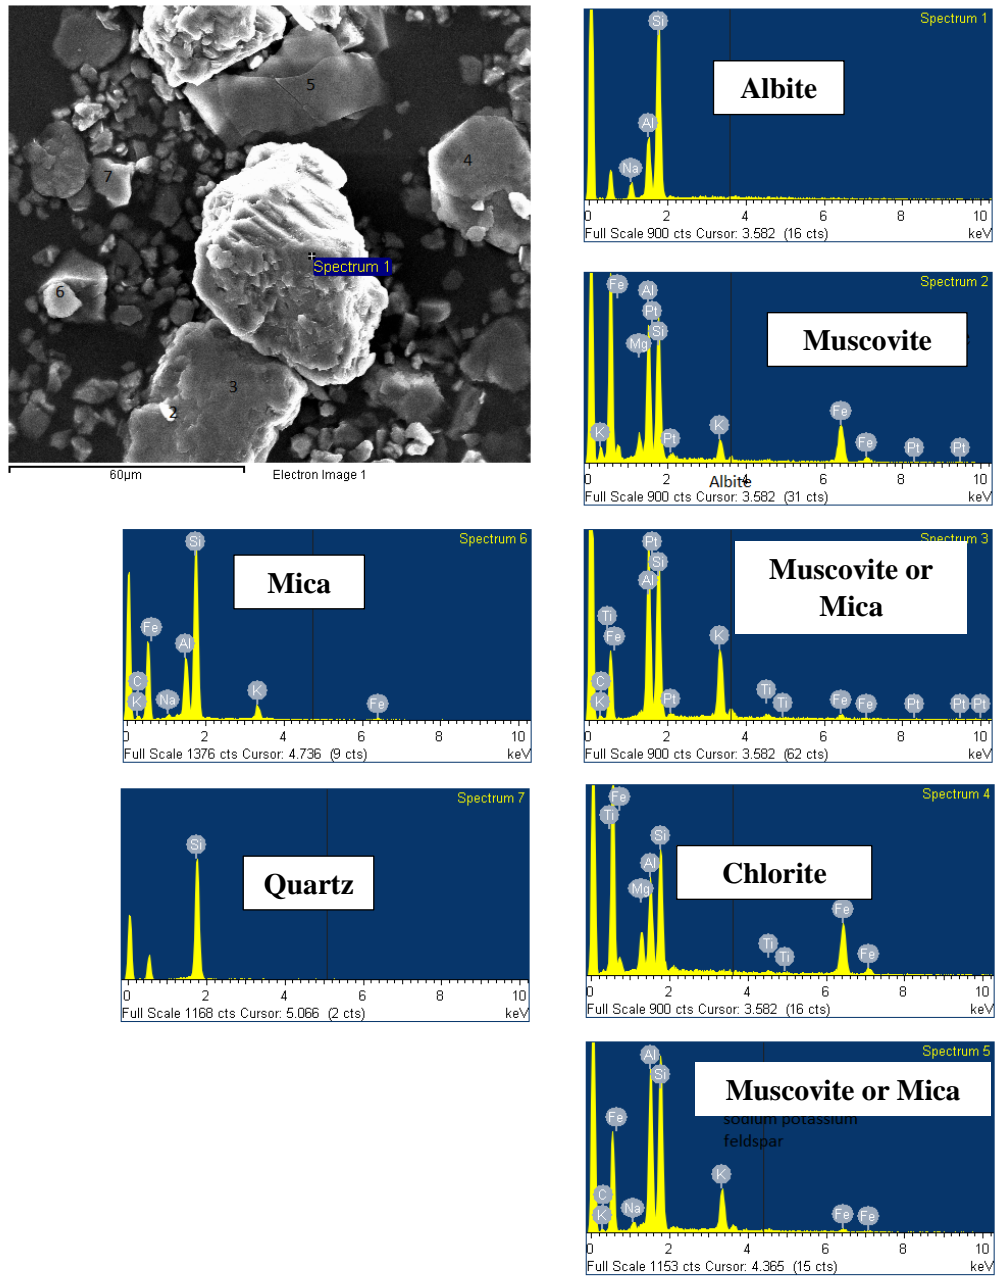 5
4
7
Spectrum 1
6
3
2
60µm Electron Image 1
Spectrum 1
Albite
Si
Al
Na
0 2 4 6 8 10
Full Scale 900 cts Cursor: 3.582 (16 cts) keV
Spectrum 2
Muscovite
Fe
Al
Pt
Si
Mg
K
Pt
K
Fe
Fe
Pt
Pt
0 2 4 6 8 10
Albite
Full Scale 900 cts Cursor: 3.582 (31 cts) keV
Spectrum 6
Mica
Si
Fe
Al
C
K
Na
K
Fe
0 2 4 6 8 10
Full Scale 1376 cts Cursor: 4.736 (9 cts) keV
Spectrum 3
Muscovite or
Mica
Pt
Si
Al
Ti
Fe
K
C
K
Pt
Ti
Ti
Fe
Fe
Pt
Pt
Pt
0 2 4 6 8 10
Full Scale 900 cts Cursor: 3.582 (62 cts) keV
Spectrum 7
Quartz
Si
0 2 4 6 8 10
Full Scale 1168 cts Cursor: 5.066 (2 cts) keV
Spectrum 4
Chlorite
Fe
Ti
Si
Al
Mg
Fe
Ti
Ti
Fe
0 2 4 6 8 10
Full Scale 900 cts Cursor: 3.582 (16 cts) keV
Spectrum 5
Muscovite or Mica
sodium potassium
feldspar
Al
Si
Fe
K
C
K
Na
Fe
Fe
0 2 4 6 8 10
Full Scale 1153 cts Cursor: 4.365 (15 cts) keV